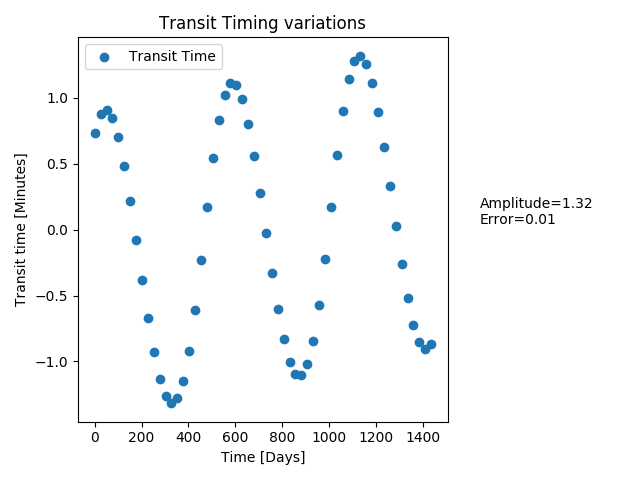 Transit Timing variations
Transit Time
1.0
0.5
0.0
−0.5
−1.0
Transit time [Minutes]
0 200 400 600 800 1000 1200 1400
Time [Days]
Amplitude=1.32
Error=0.01